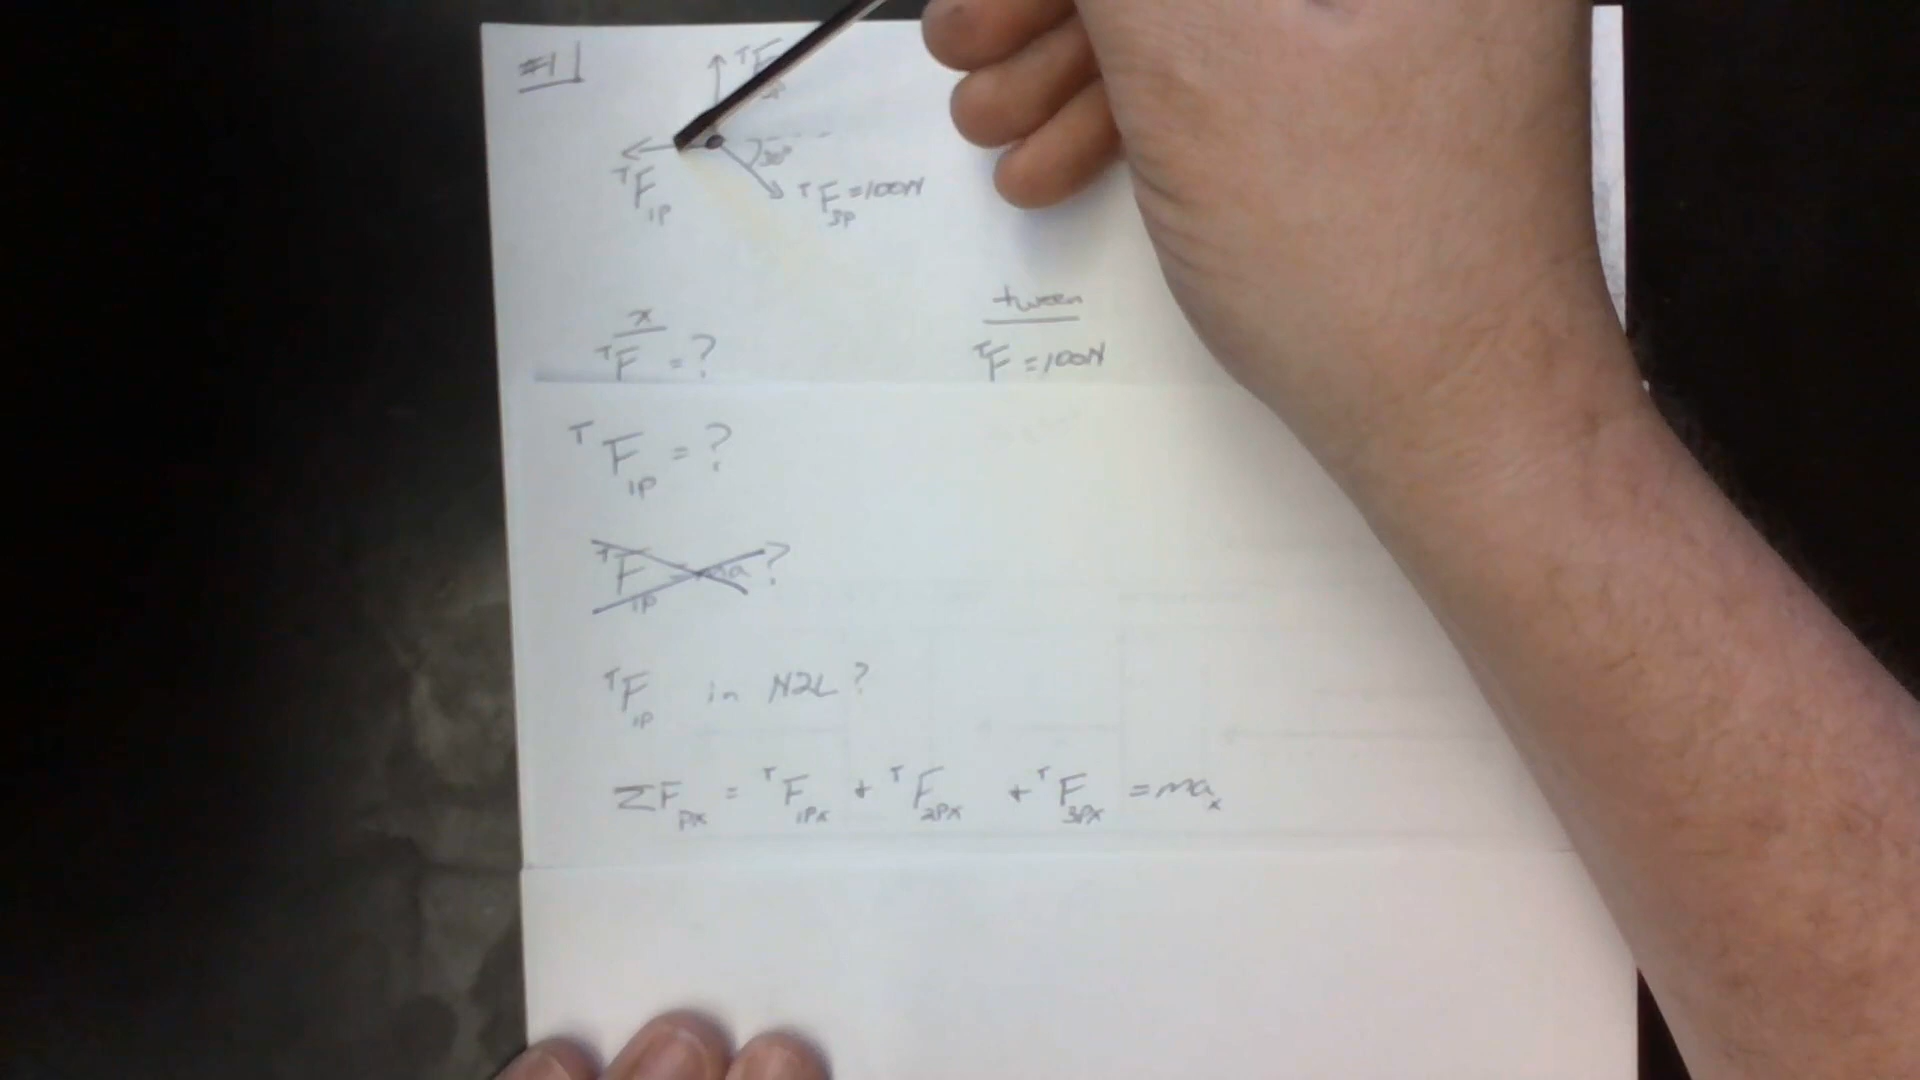 #1
TF
30°
TF1P
TF3P =100N
x
TF =?
tween
TF =100N
TF1P =?
TF1P = ma?
TF1P in N2L?
ΣFPx = TF1Px + TF2Px + TF3Px = max